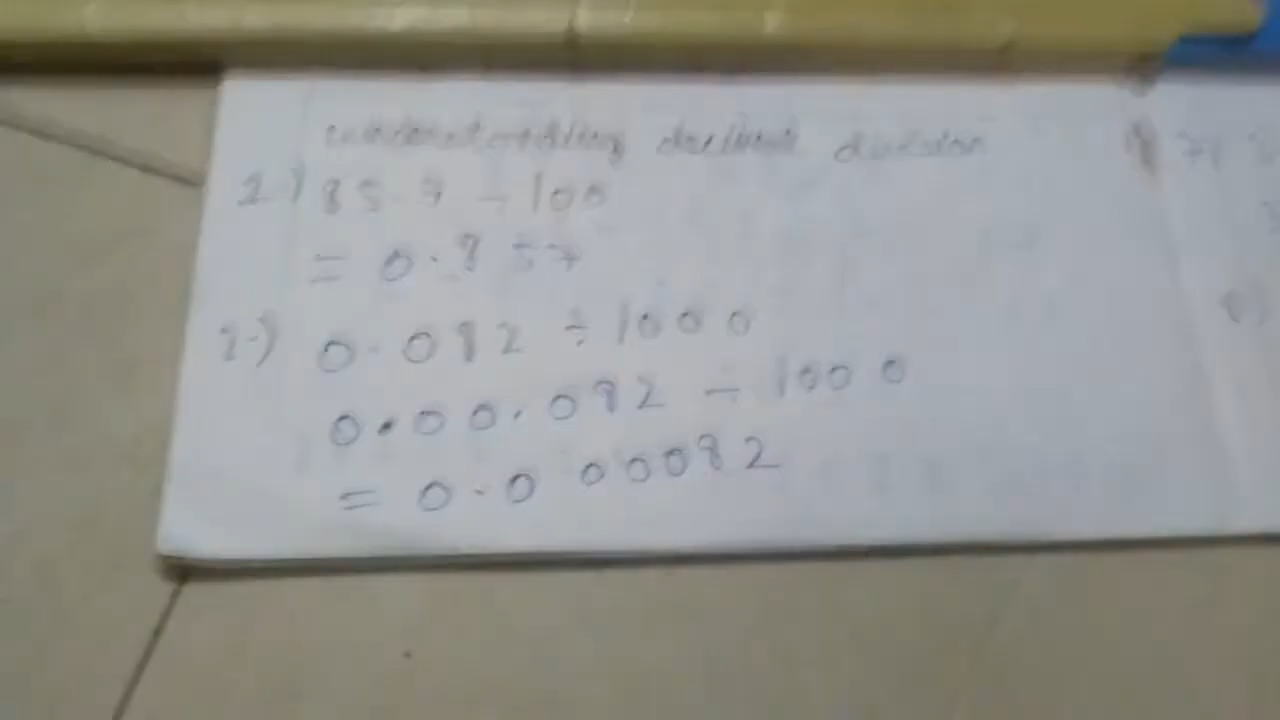 understanding decimal division
1) 85.7 ÷ 100
= 0.857
2) 0.082 ÷ 1000
0.00.082 ÷ 1000
= 0.000082